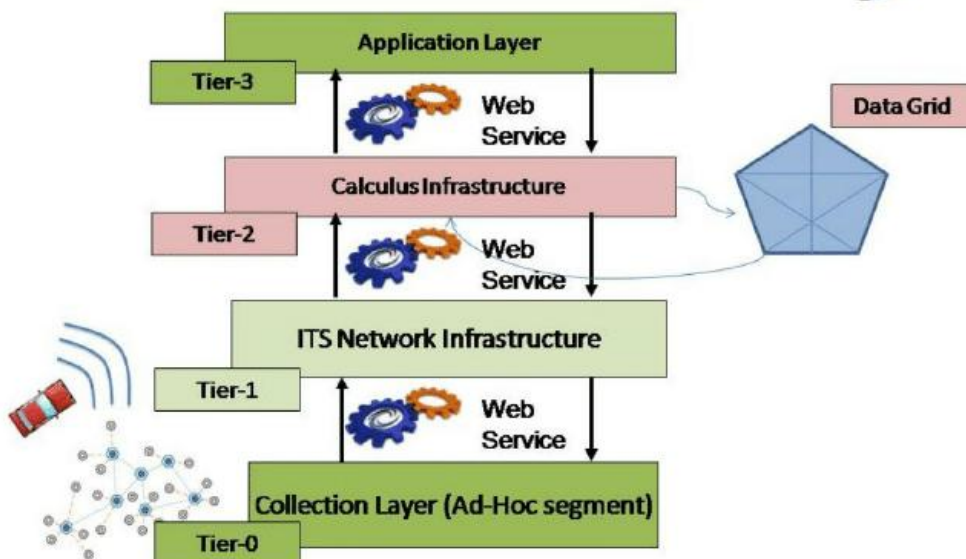 Application Layer
Tier-3
Web
Service
Data Grid
Calculus Infrastructure
Tier-2
Web
Service
ITS Network Infrastructure
Tier-1
Web
Service
Collection Layer (Ad-Hoc segment)
Tier-0